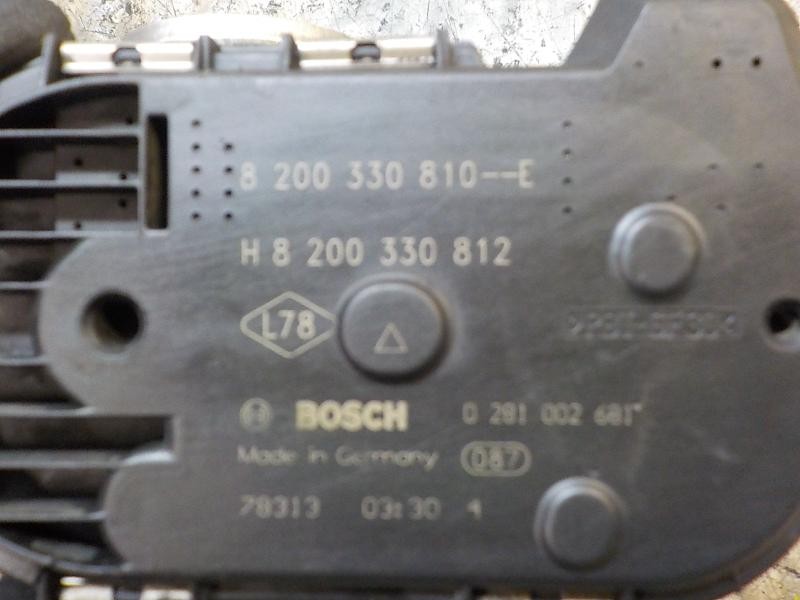 8 200 330 810--E
H 8 200 330 812
L78
BOSCH 0 281 002 681
Made in Germany 087
78313 03:30 4